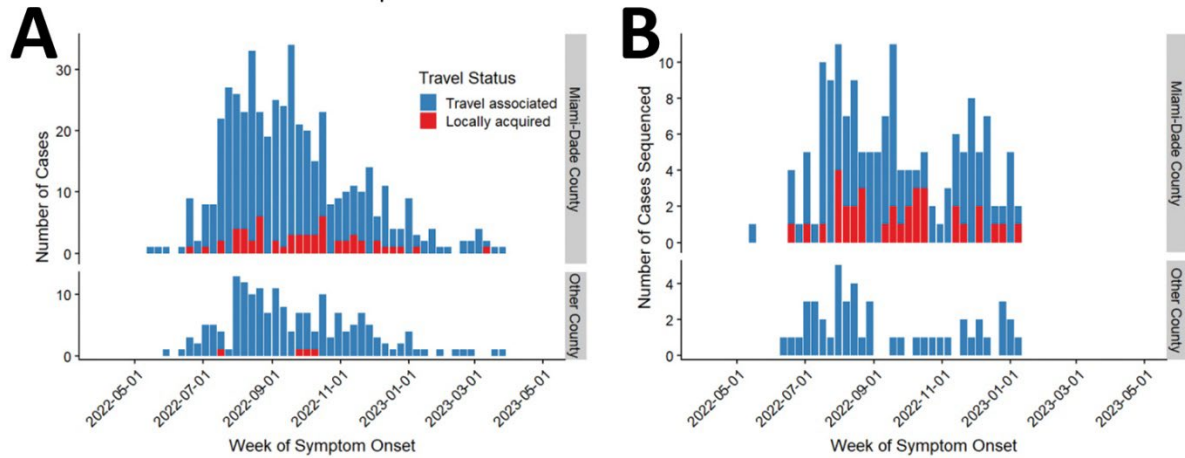 A
Number of Cases
30
20
10
0
10
0
Travel Status
Travel associated
Locally acquired
Miami-Dade County
Other County
2022-05-01
2022-07-01
2022-09-01
2022-11-01
2023-01-01
2023-03-01
2023-05-01
Week of Symptom Onset
B
Number of Cases Sequenced
10
8
6
4
2
0
4
2
0
Miami-Dade County
Other County
2022-05-01
2022-07-01
2022-09-01
2022-11-01
2023-01-01
2023-03-01
2023-05-01
Week of Symptom Onset